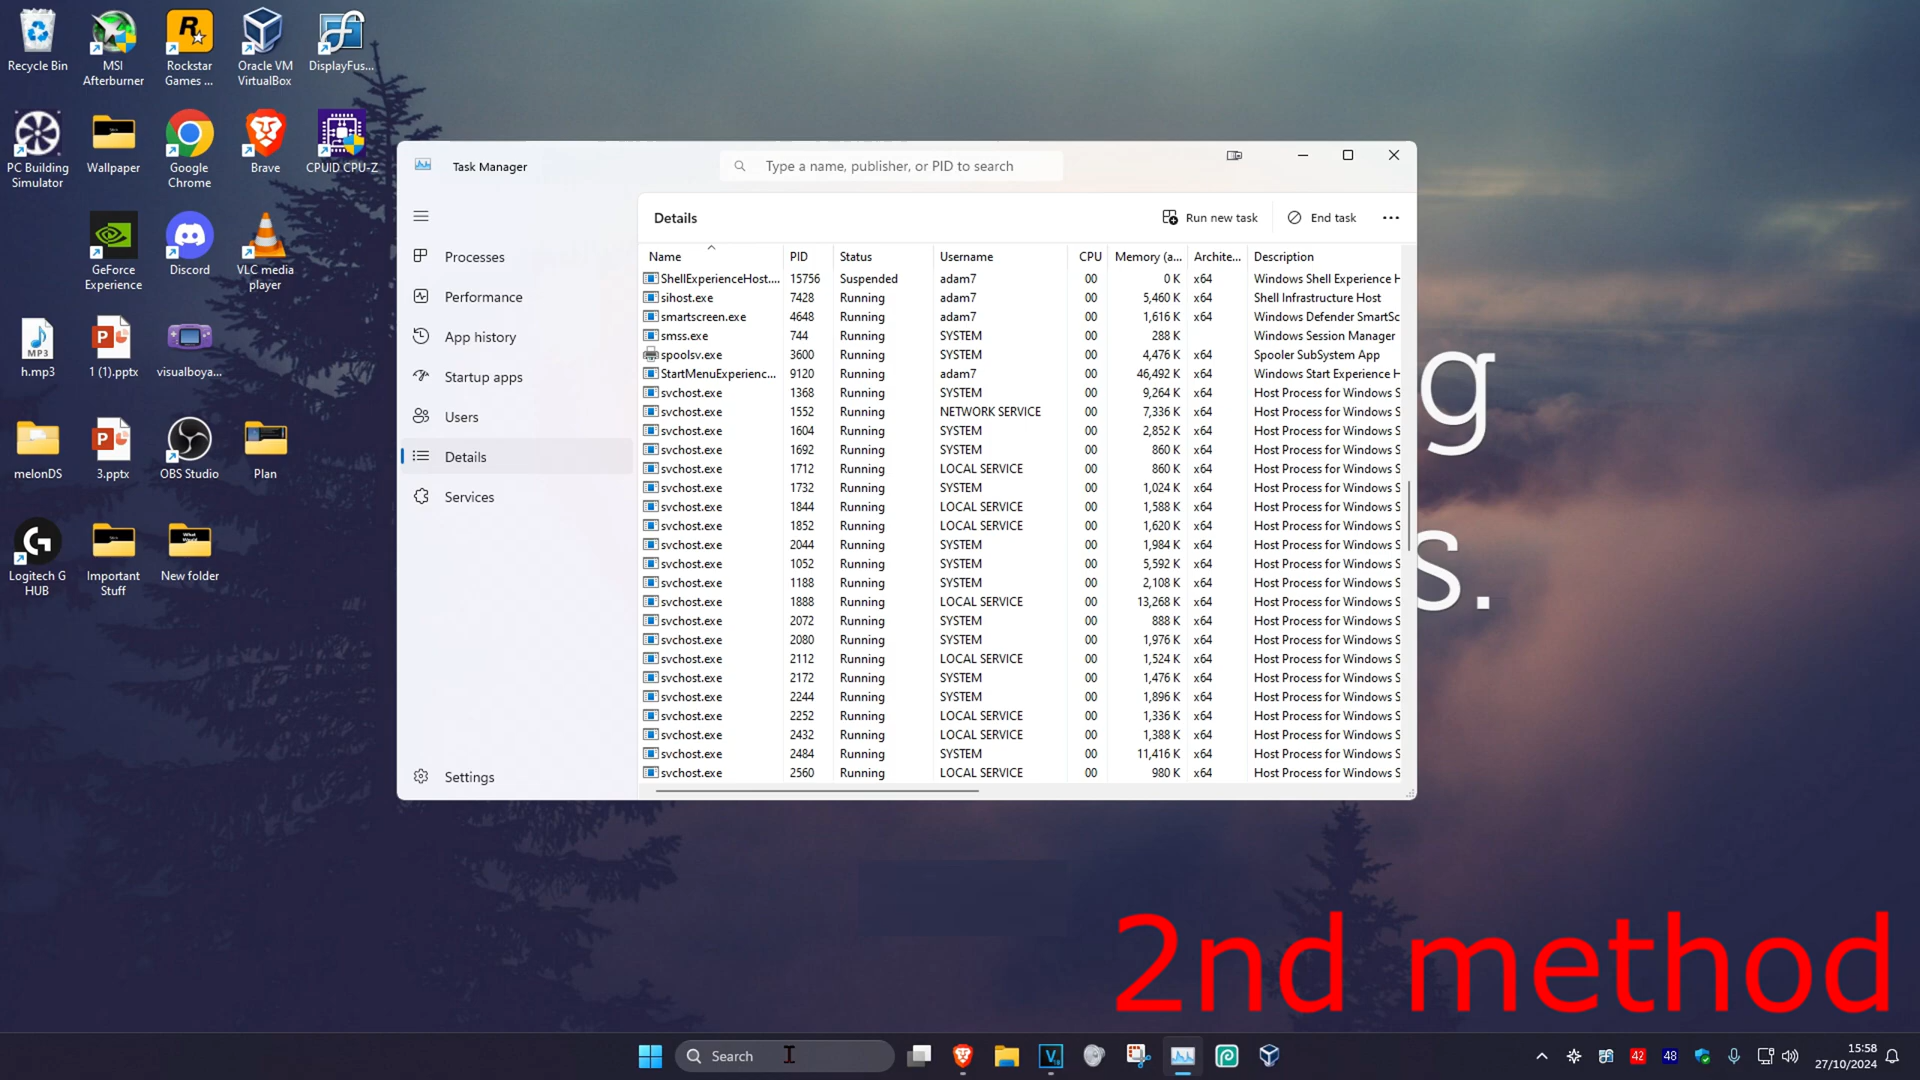 Recycle Bin
MSI
Afterburner
Rockstar
Games ...
Oracle VM
VirtualBox
DisplayFus...
PC Building
Simulator
Wallpaper
Google
Chrome
Brave
CPUID CPU-Z
GeForce
Experience
Discord
VLC media
player
MP3
h.mp3
1 (1).pptx
visualboya...
melonDS
3.pptx
OBS Studio
Plan
Logitech G
HUB
Important
Stuff
New folder
Task Manager
Type a name, publisher, or PID to search
Processes
Performance
App history
Startup apps
Users
Details
Services
Settings
Details
Run new task
End task
Name PID Status Username CPU Memory (a... Archite... Description
ShellExperienceHost.... 15756 Suspended adam7 00 0 K x64 Windows Shell Experience H
sihost.exe 7428 Running adam7 00 5,460 K x64 Shell Infrastructure Host
smartscreen.exe 4648 Running adam7 00 1,616 K x64 Windows Defender SmartSc
smss.exe 744 Running SYSTEM 00 288 K Windows Session Manager
spoolsv.exe 3600 Running SYSTEM 00 4,476 K x64 Spooler SubSystem App
StartMenuExperienc... 9120 Running adam7 00 46,492 K x64 Windows Start Experience H
svchost.exe 1368 Running SYSTEM 00 9,264 K x64 Host Process for Windows S
svchost.exe 1552 Running NETWORK SERVICE 00 7,336 K x64 Host Process for Windows S
svchost.exe 1604 Running SYSTEM 00 2,852 K x64 Host Process for Windows S
svchost.exe 1692 Running SYSTEM 00 860 K x64 Host Process for Windows S
svchost.exe 1712 Running LOCAL SERVICE 00 860 K x64 Host Process for Windows S
svchost.exe 1732 Running SYSTEM 00 1,024 K x64 Host Process for Windows S
svchost.exe 1844 Running LOCAL SERVICE 00 1,588 K x64 Host Process for Windows S
svchost.exe 1852 Running LOCAL SERVICE 00 1,620 K x64 Host Process for Windows S
svchost.exe 2044 Running SYSTEM 00 1,984 K x64 Host Process for Windows S
svchost.exe 1052 Running SYSTEM 00 5,592 K x64 Host Process for Windows S
svchost.exe 1188 Running SYSTEM 00 2,108 K x64 Host Process for Windows S
svchost.exe 1888 Running LOCAL SERVICE 00 13,268 K x64 Host Process for Windows S
svchost.exe 2072 Running SYSTEM 00 888 K x64 Host Process for Windows S
svchost.exe 2080 Running SYSTEM 00 1,976 K x64 Host Process for Windows S
svchost.exe 2112 Running LOCAL SERVICE 00 1,524 K x64 Host Process for Windows S
svchost.exe 2172 Running SYSTEM 00 1,476 K x64 Host Process for Windows S
svchost.exe 2244 Running SYSTEM 00 1,896 K x64 Host Process for Windows S
svchost.exe 2252 Running LOCAL SERVICE 00 1,336 K x64 Host Process for Windows S
svchost.exe 2432 Running LOCAL SERVICE 00 1,388 K x64 Host Process for Windows S
svchost.exe 2484 Running SYSTEM 00 11,416 K x64 Host Process for Windows S
svchost.exe 2560 Running LOCAL SERVICE 00 980 K x64 Host Process for Windows S
g
s.
2nd method
Search
42
48
15:58
27/10/2024